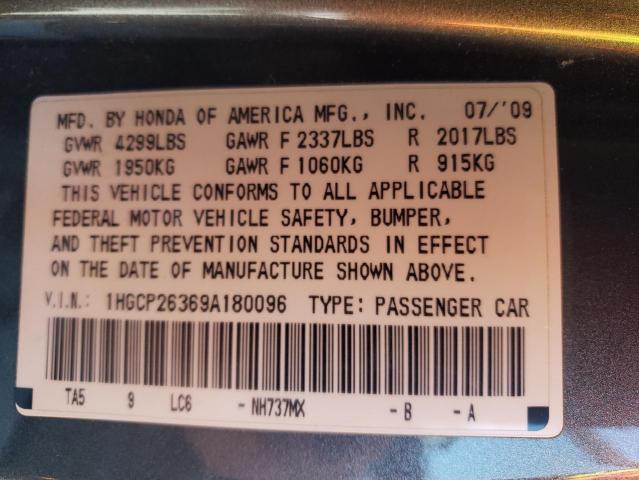 MFD. BY HONDA OF AMERICA MFG., INC. 07/'09
GVWR 4299LBS GAWR F 2337LBS R 2017LBS
GVWR 1950KG GAWR F 1060KG R 915KG
THIS VEHICLE CONFORMS TO ALL APPLICABLE
FEDERAL MOTOR VEHICLE SAFETY, BUMPER,
AND THEFT PREVENTION STANDARDS IN EFFECT
ON THE DATE OF MANUFACTURE SHOWN ABOVE.
V.I.N.: 1HGCP26369A180096 TYPE: PASSENGER CAR
TA5 9 LC6 - NH737MX - B - A